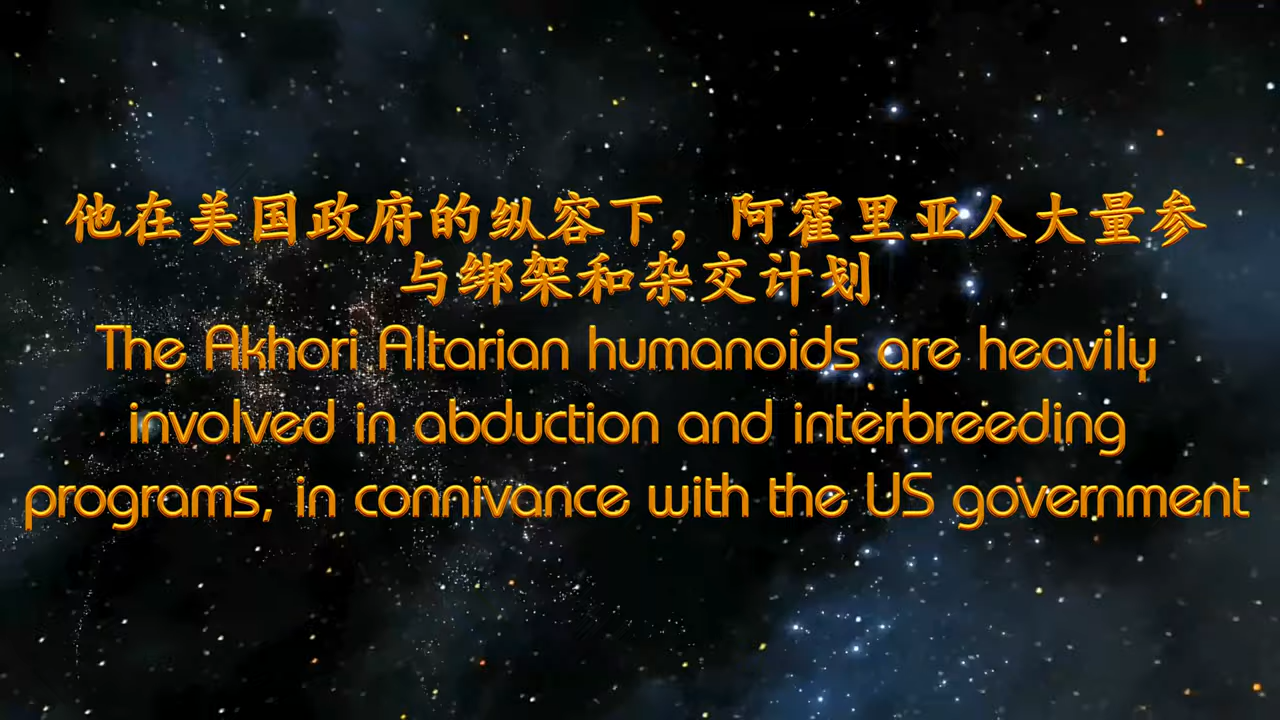 他在美国政府的纵容下，阿霍里亚人大量参
与绑架和杂交计划
The Akhori Altarian humanoids are heavily
involved in abduction and interbreeding
programs, in connivance with the US government